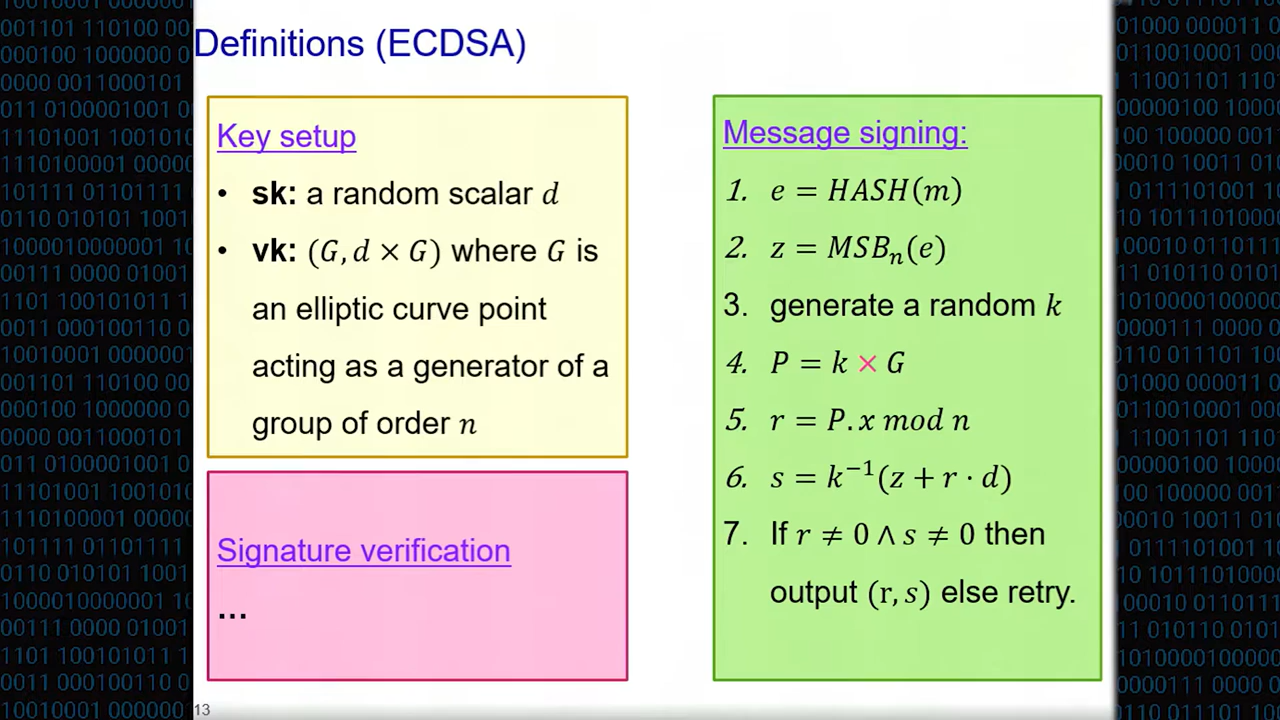 Definitions (ECDSA)
Key setup
• sk: a random scalar d
• vk: (G, d × G) where G is
an elliptic curve point
acting as a generator of a
group of order n
Signature verification
...
Message signing:
1. e = HASH(m)
2. z = MSBₙ(e)
3. generate a random k
4. P = k × G
5. r = P.x mod n
6. s = k⁻¹(z + r · d)
7. If r ≠ 0 ∧ s ≠ 0 then
output (r, s) else retry.
13